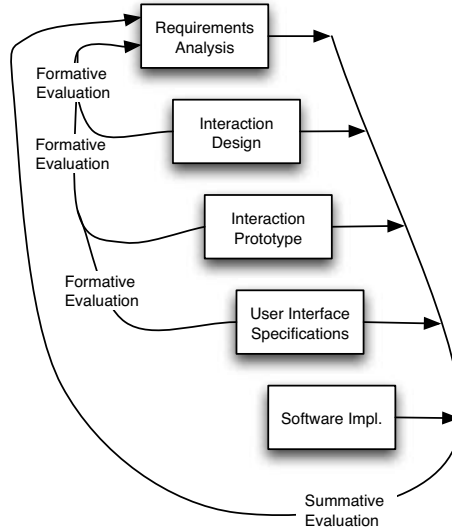 Requirements
Analysis
Formative
Evaluation
Interaction
Design
Formative
Evaluation
Interaction
Prototype
Formative
Evaluation
User Interface
Specifications
Software Impl.
Summative
Evaluation